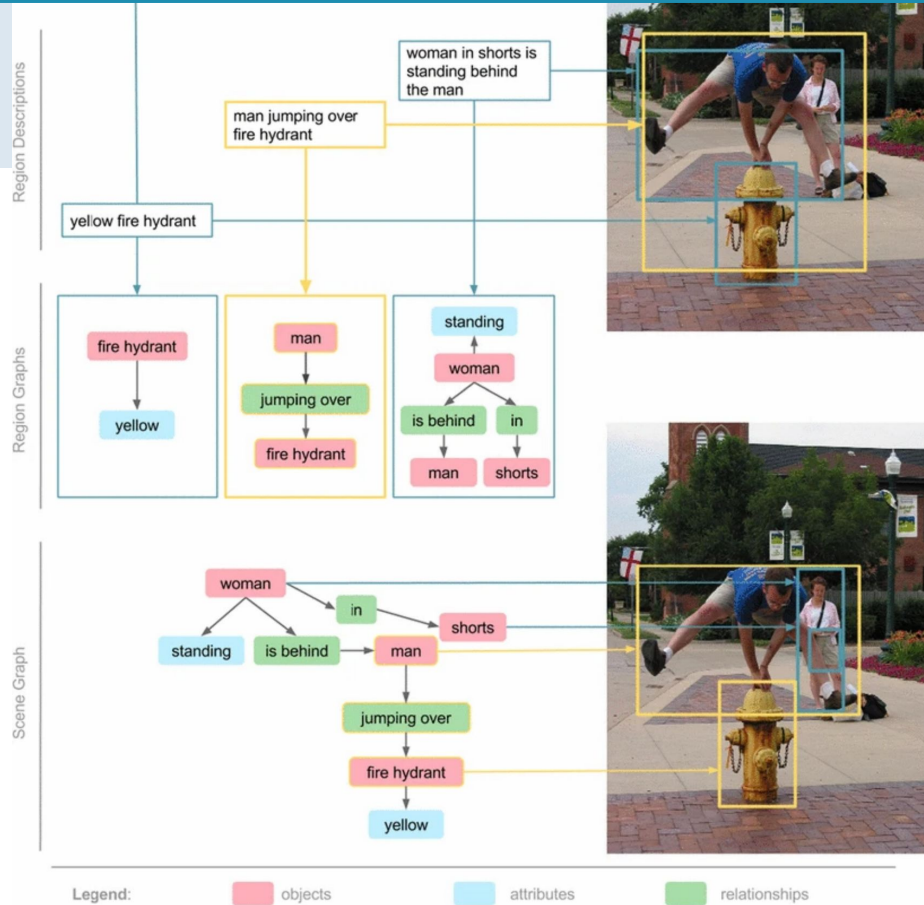 Region Descriptions
woman in shorts is
standing behind
the man
man jumping over
fire hydrant
yellow fire hydrant
Region Graphs
fire hydrant
yellow
man
jumping over
fire hydrant
standing
woman
is behind
in
man
shorts
Scene Graph
woman
in
shorts
standing
is behind
man
jumping over
fire hydrant
yellow
Legend:
objects
attributes
relationships